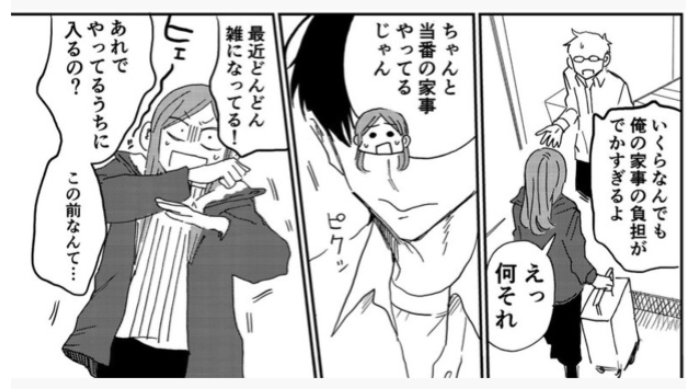 いくらなんでも
俺の家事の負担が
でかすぎるよ
えっ
何それ
ちゃんと
当番の家事
やってる
じゃん
ピクッ
最近どんどん
雑になってる!
ヒェ
あれで
やってるうちに
入るの?
この前なんて…